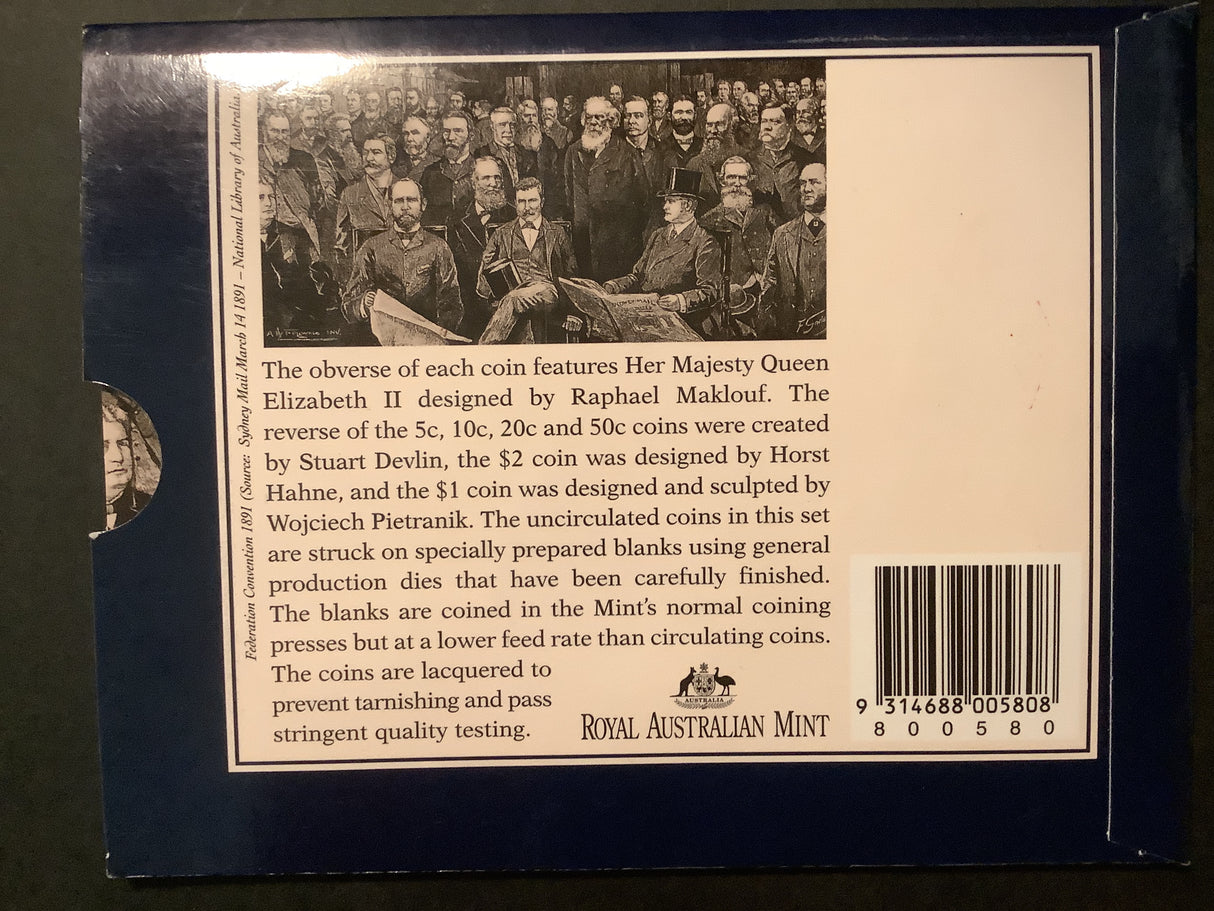 Federation Convention 1891 (Source: Sydney Mail March 14 1891 – National Library of Australia
The obverse of each coin features Her Majesty Queen
Elizabeth II designed by Raphael Maklouf. The
reverse of the 5c, 10c, 20c and 50c coins were created
by Stuart Devlin, the $2 coin was designed by Horst
Hahne, and the $1 coin was designed and sculpted by
Wojciech Pietranik. The uncirculated coins in this set
are struck on specially prepared blanks using general
production dies that have been carefully finished.
The blanks are coined in the Mint's normal coining
presses but at a lower feed rate than circulating coins.
The coins are lacquered to
prevent tarnishing and pass
stringent quality testing.
AUSTRALIA
ROYAL AUSTRALIAN MINT
9 314688 005808
800580